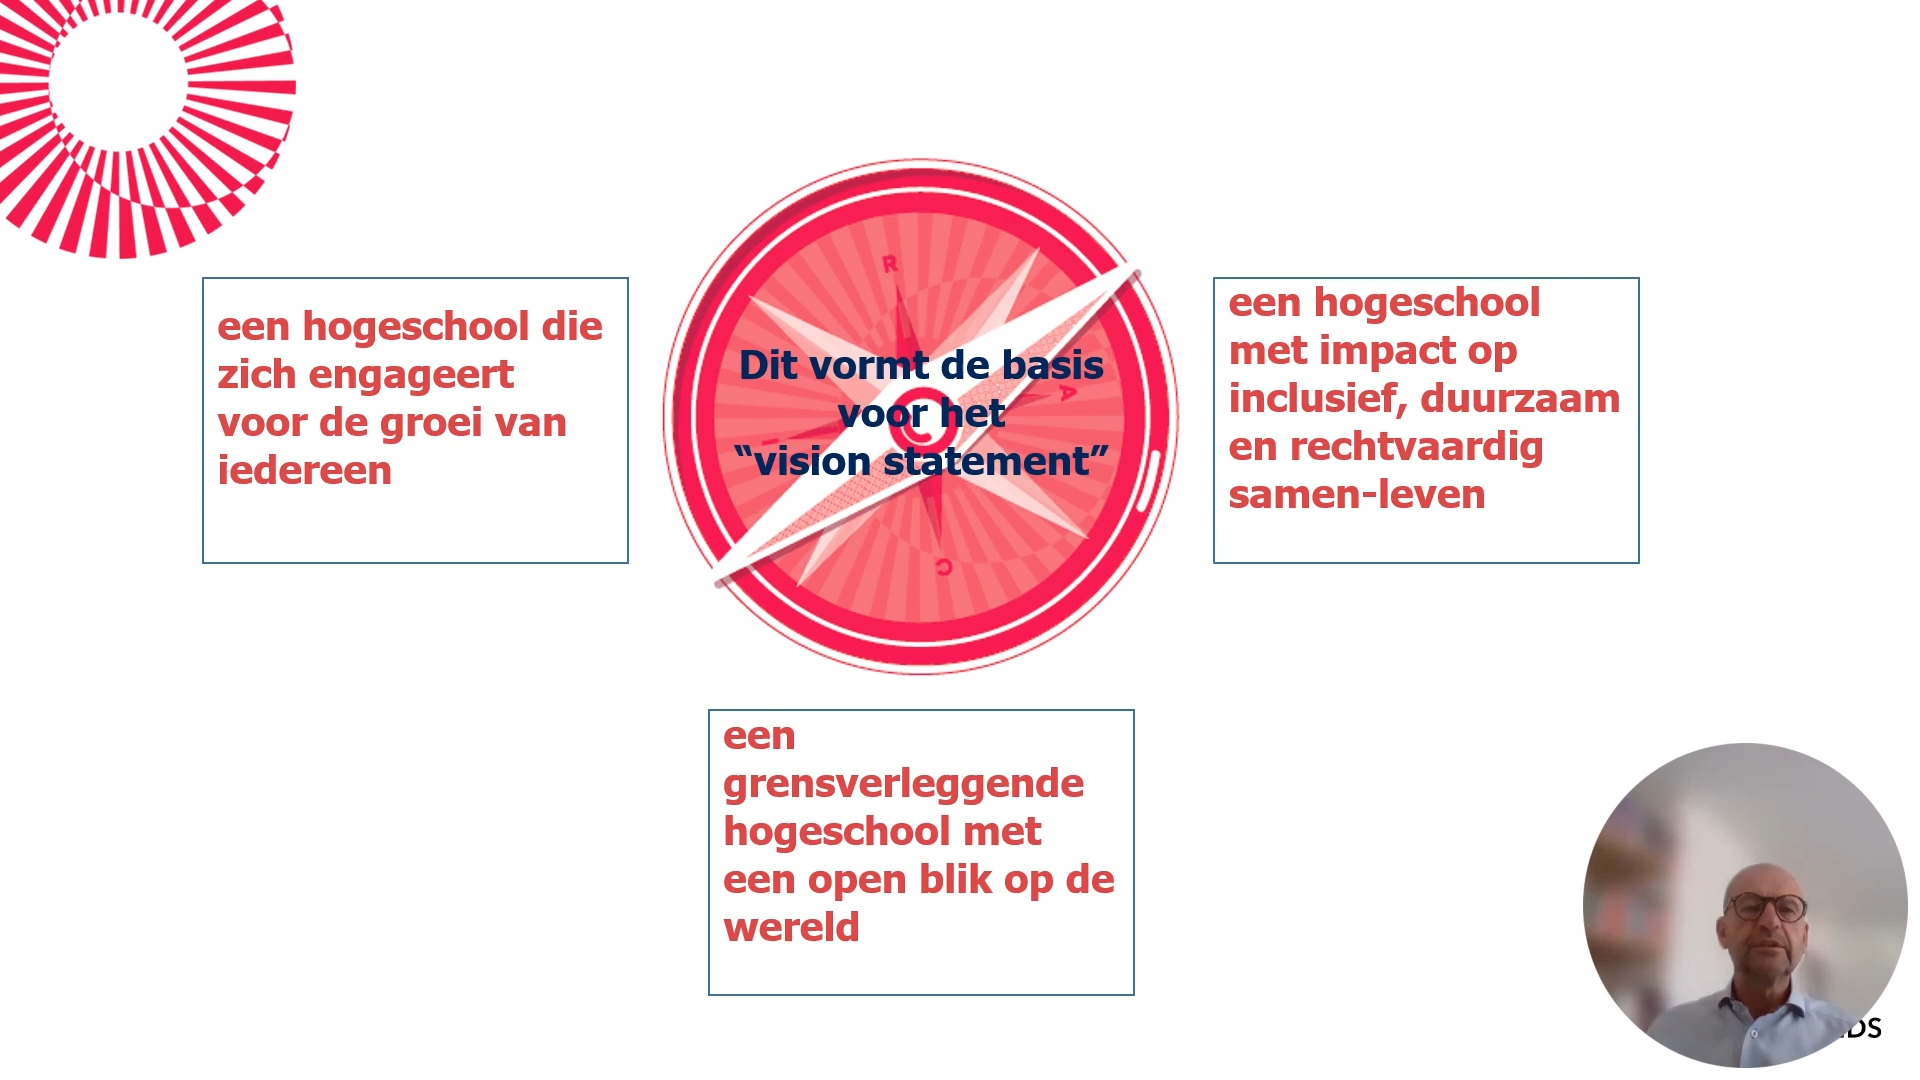 een hogeschool die
zich engageert
voor de groei van
iedereen
R
A
I
C
Dit vormt de basis
voor het
“vision statement”
een hogeschool
met impact op
inclusief, duurzaam
en rechtvaardig
samen-leven
een
grensverleggende
hogeschool met
een open blik op de
wereld